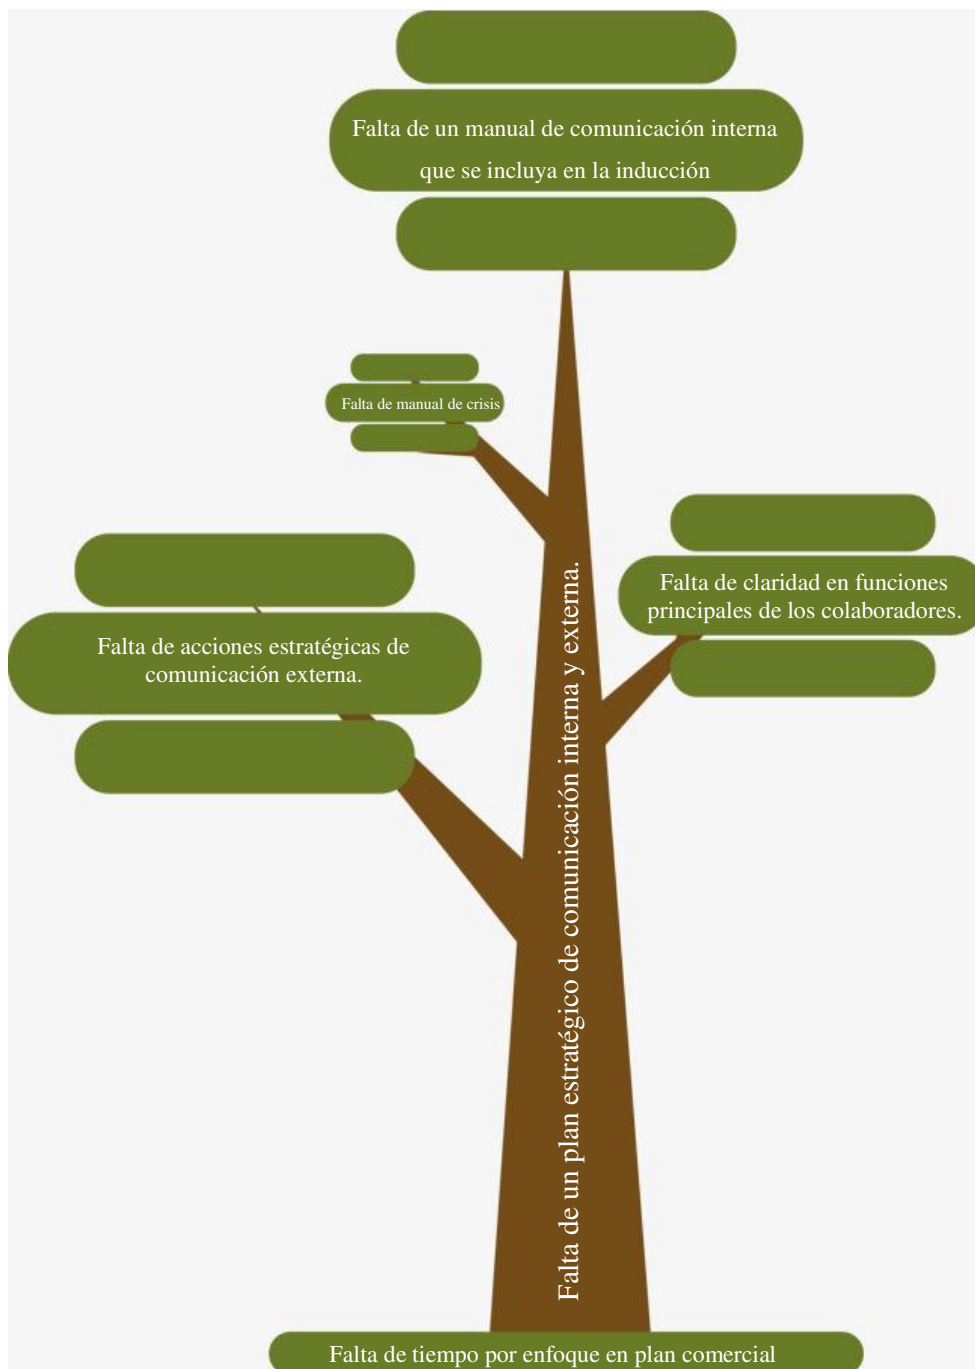 Falta de un manual de comunicación interna
que se incluya en la inducción
Falta de manual de crisis
Falta de claridad en funciones
principales de los colaboradores.
Falta de acciones estratégicas de
comunicación externa.
Falta de un plan estratégico de comunicación interna y externa.
Falta de tiempo por enfoque en plan comercial